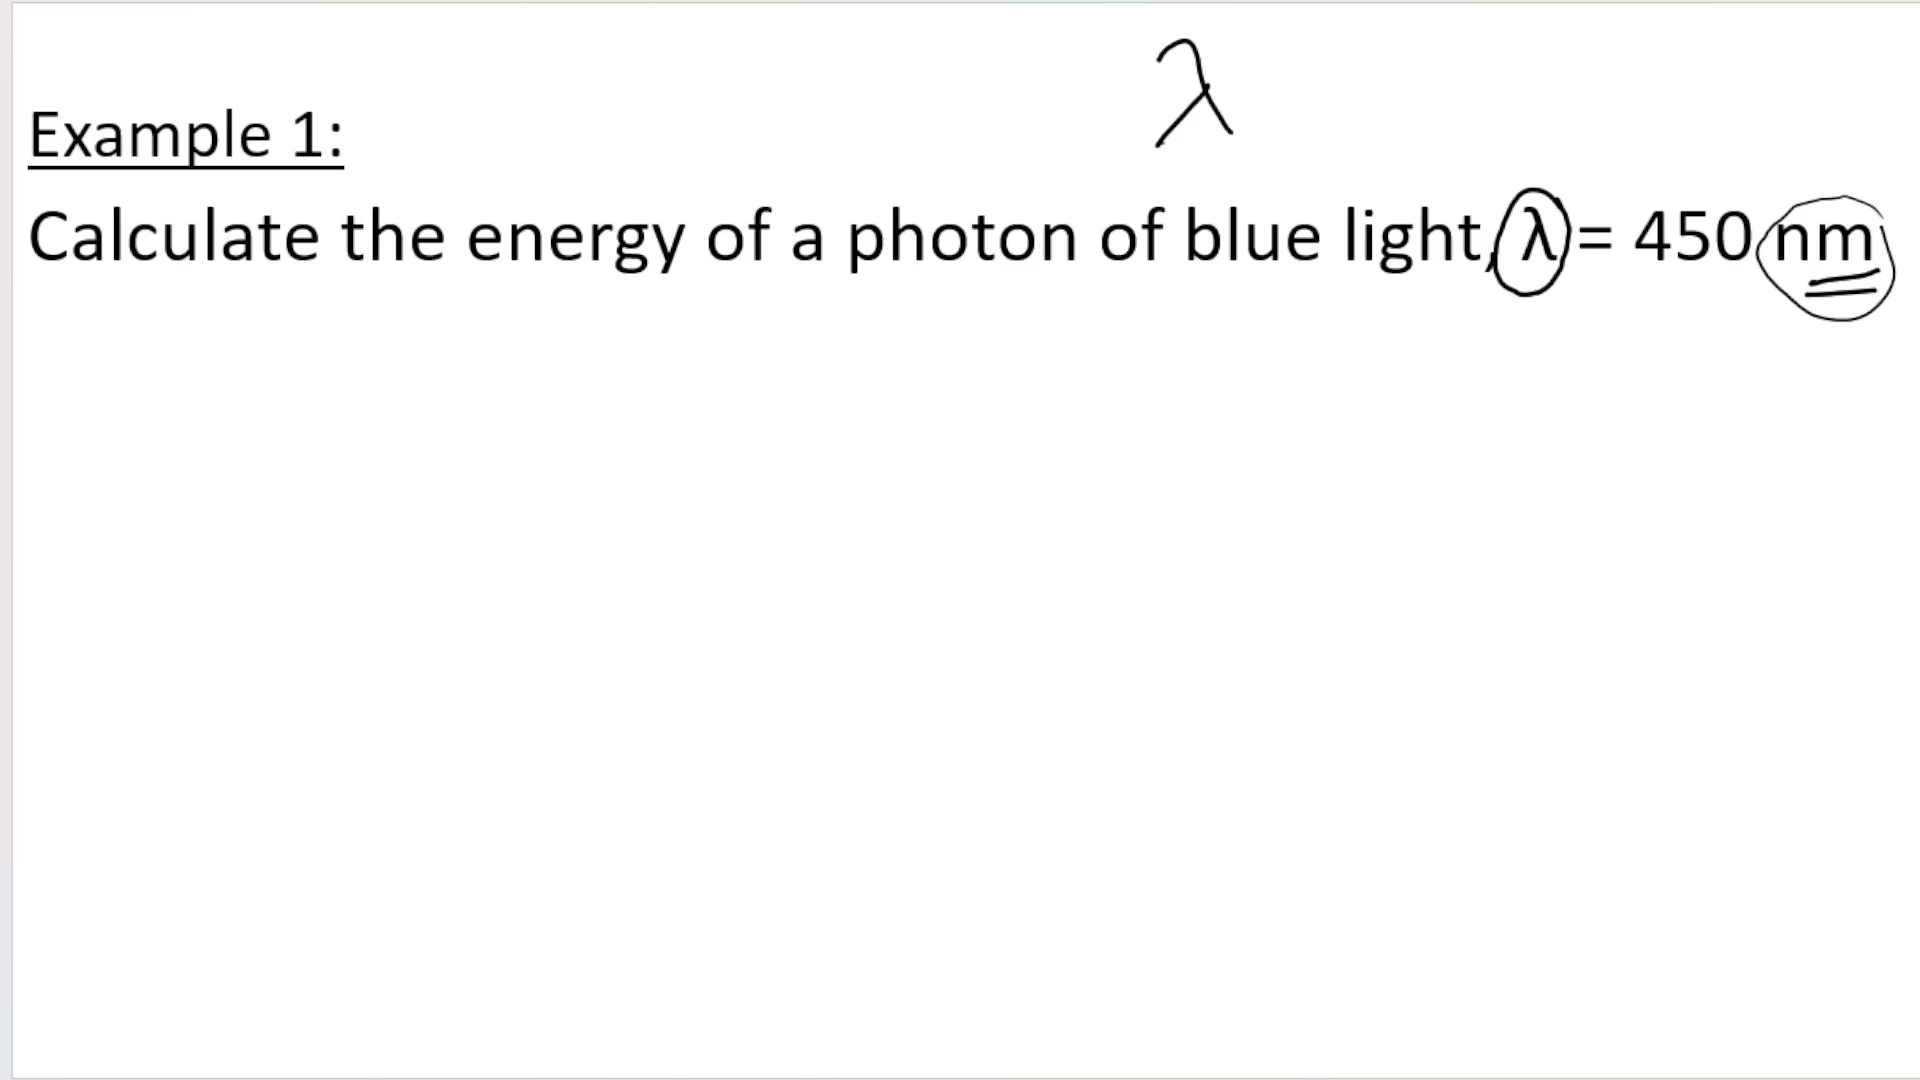 λ
Example 1:
Calculate the energy of a photon of blue light, λ = 450 nm